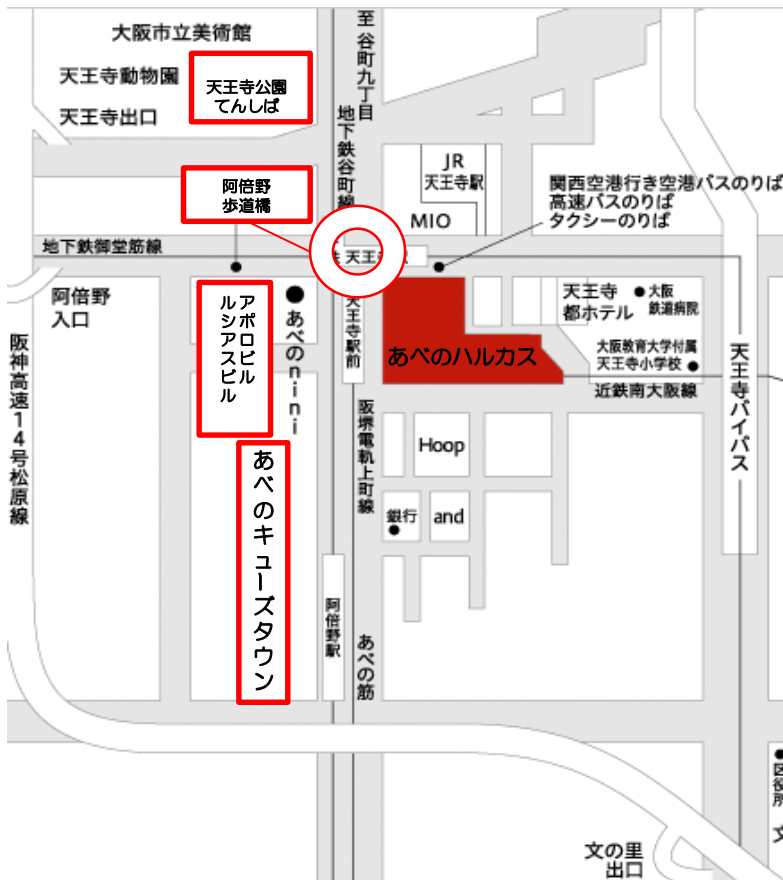 大阪市立美術館
天王寺動物園
天王寺公園
てんしば
天王寺出口
至谷町九丁目
地下鉄谷町線
JR
天王寺駅
MIO
関西空港行き空港バスのりば
高速バスのりば
タクシーのりば
阿倍野
歩道橋
地下鉄御堂筋線
天王
阿倍野
入口
アポロビル
ルシアスビル
あべのnini
天王寺駅前
あべのハルカス
天王寺
都ホテル
大阪
鉄道病院
大阪教育大学付属
天王寺小学校
近鉄南大阪線
天王寺バイパス
阪神高速14号松原線
阪堺電軌上町線
Hoop
銀行
and
あべのキューズタウン
阿倍野駅
あべの筋
区役所
文
文の里
出口